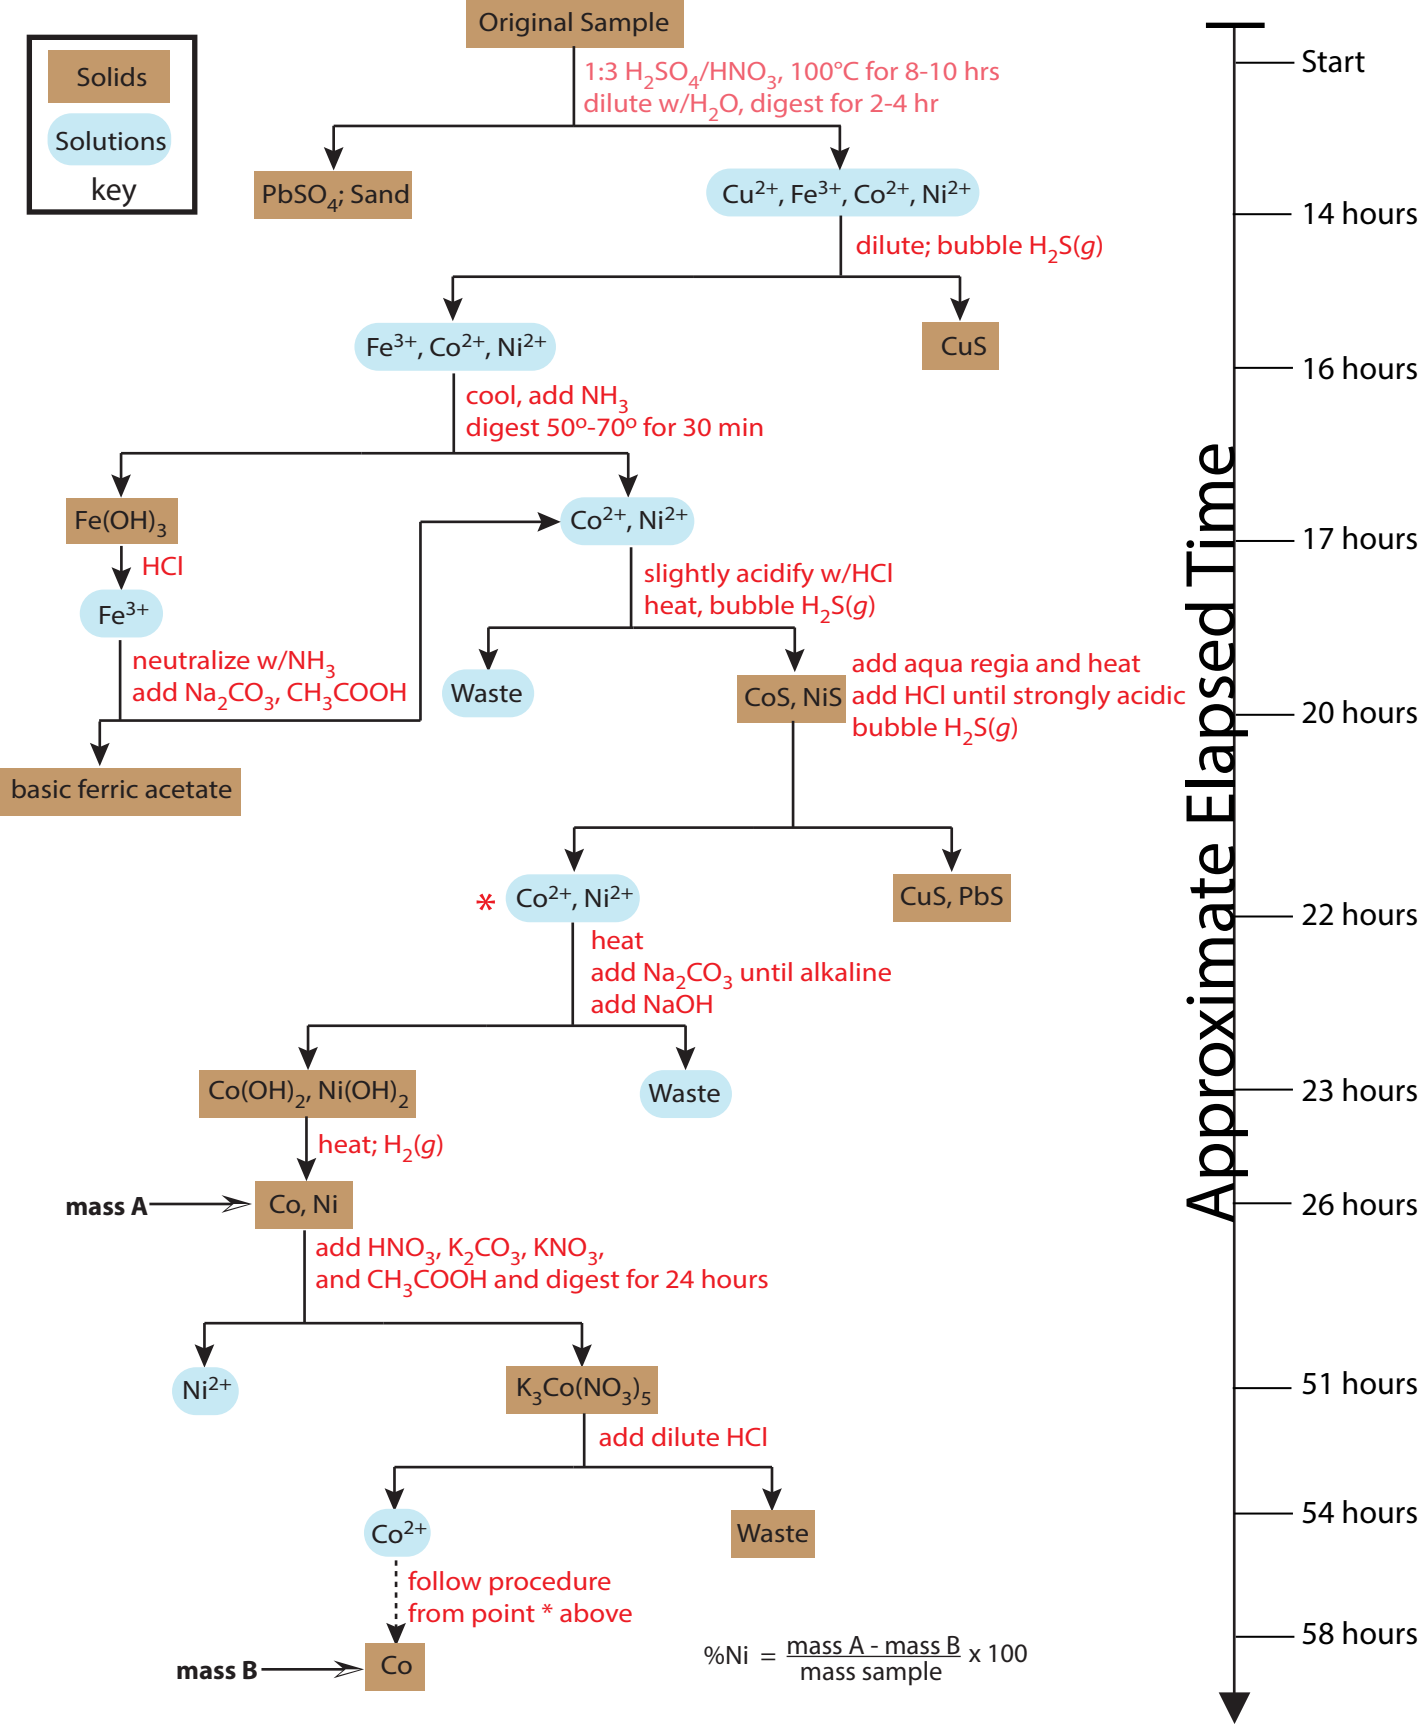 Original Sample
Solids
Solutions
key
1:3 H₂SO₄/HNO₃, 100°C for 8-10 hrs
dilute w/H₂O, digest for 2-4 hr
Start
PbSO₄; Sand
Cu²⁺, Fe³⁺, Co²⁺, Ni²⁺
14 hours
dilute; bubble H₂S(g)
Fe³⁺, Co²⁺, Ni²⁺
CuS
16 hours
cool, add NH₃
digest 50º-70º for 30 min
Fe(OH)₃
Co²⁺, Ni²⁺
17 hours
HCl
Fe³⁺
slightly acidify w/HCl
heat, bubble H₂S(g)
neutralize w/NH₃
add Na₂CO₃, CH₃COOH
Waste
CoS, NiS
add aqua regia and heat
add HCl until strongly acidic
bubble H₂S(g)
20 hours
basic ferric acetate
Approximate Elapsed Time
* Co²⁺, Ni²⁺
CuS, PbS
22 hours
heat
add Na₂CO₃ until alkaline
add NaOH
Co(OH)₂, Ni(OH)₂
Waste
23 hours
heat; H₂(g)
mass A
Co, Ni
26 hours
add HNO₃, K₂CO₃, KNO₃,
and CH₃COOH and digest for 24 hours
Ni²⁺
K₃Co(NO₃)₅
51 hours
add dilute HCl
Co²⁺
Waste
54 hours
follow procedure
from point * above
mass B
Co
%Ni = mass A - mass B / mass sample x 100
58 hours